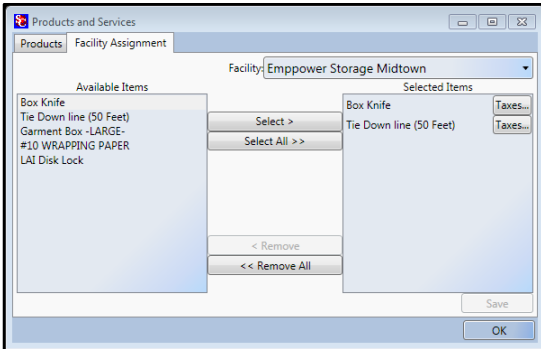 Products and Services
Products Facility Assignment
Facility: Emppower Storage Midtown
Available Items
Selected Items
Box Knife
Tie Down line (50 Feet)
Garment Box -LARGE-
#10 WRAPPING PAPER
LAI Disk Lock
Select >
Select All >>
< Remove
<< Remove All
Box Knife Taxes...
Tie Down line (50 Feet) Taxes...
Save
OK